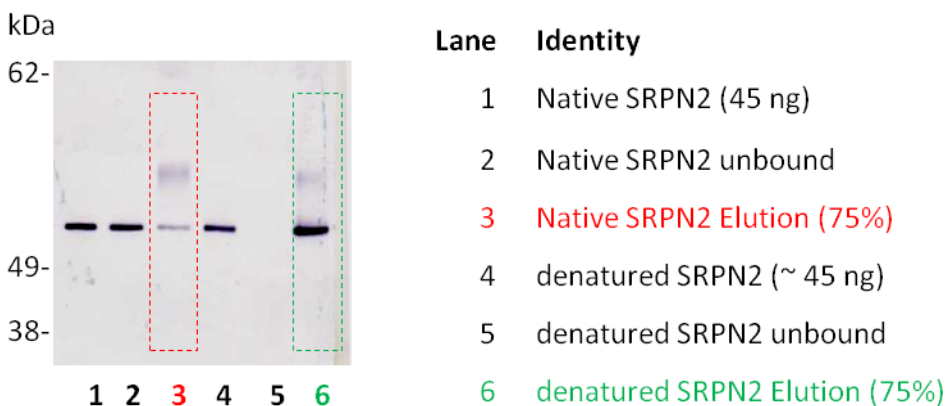 kDa
62-
49-
38-
1 2 3 4 5 6
Lane Identity
1 Native SRPN2 (45 ng)
2 Native SRPN2 unbound
3 Native SRPN2 Elution (75%)
4 denatured SRPN2 (~ 45 ng)
5 denatured SRPN2 unbound
6 denatured SRPN2 Elution (75%)